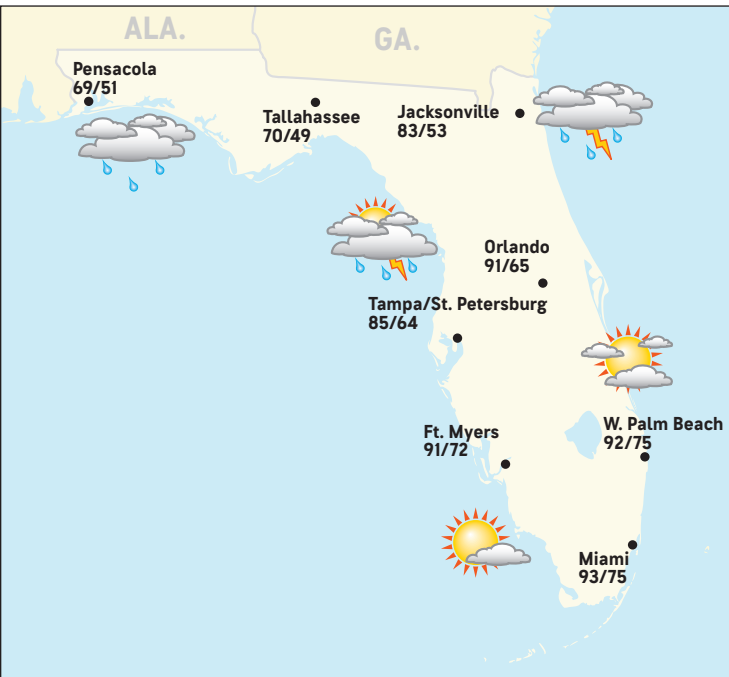 ALA.
GA.
Pensacola
69/51
Tallahassee
70/49
Jacksonville
83/53
Orlando
91/65
Tampa/St. Petersburg
85/64
Ft. Myers
91/72
W. Palm Beach
92/75
Miami
93/75